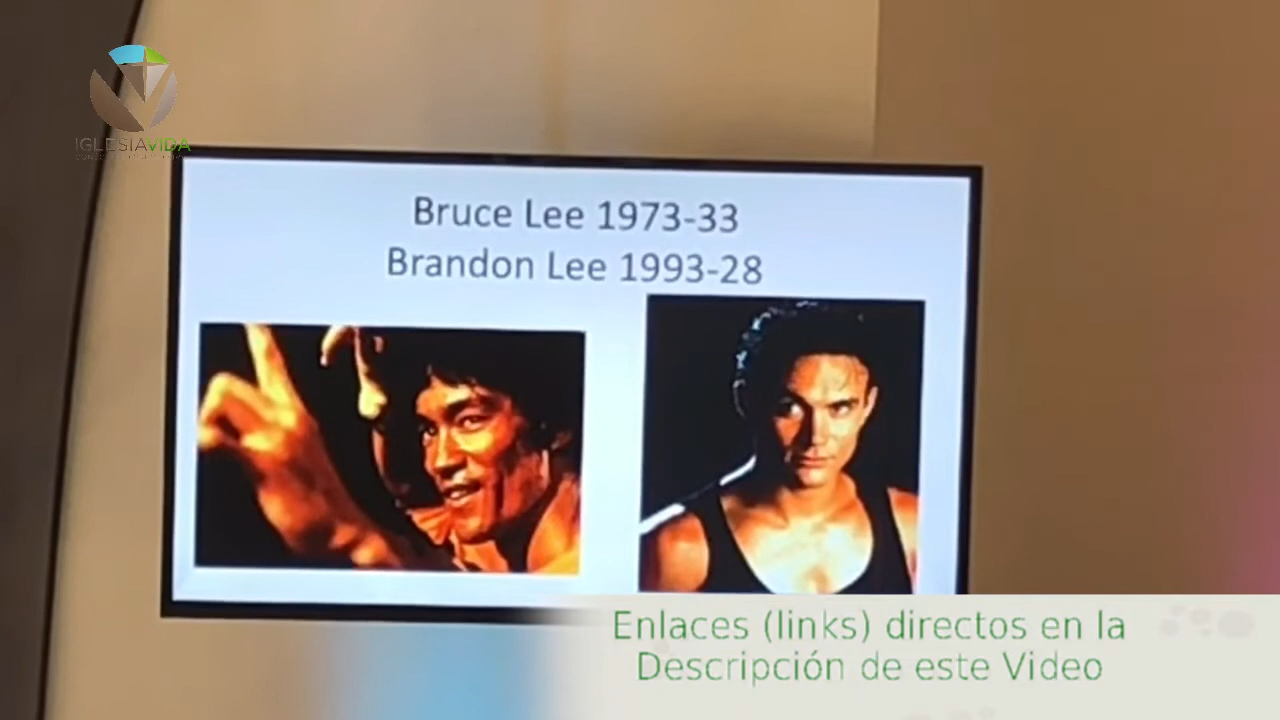 IGLESIAVIDA
Bruce Lee 1973-33
Brandon Lee 1993-28
Enlaces (links) directos en la
Descripción de este Video